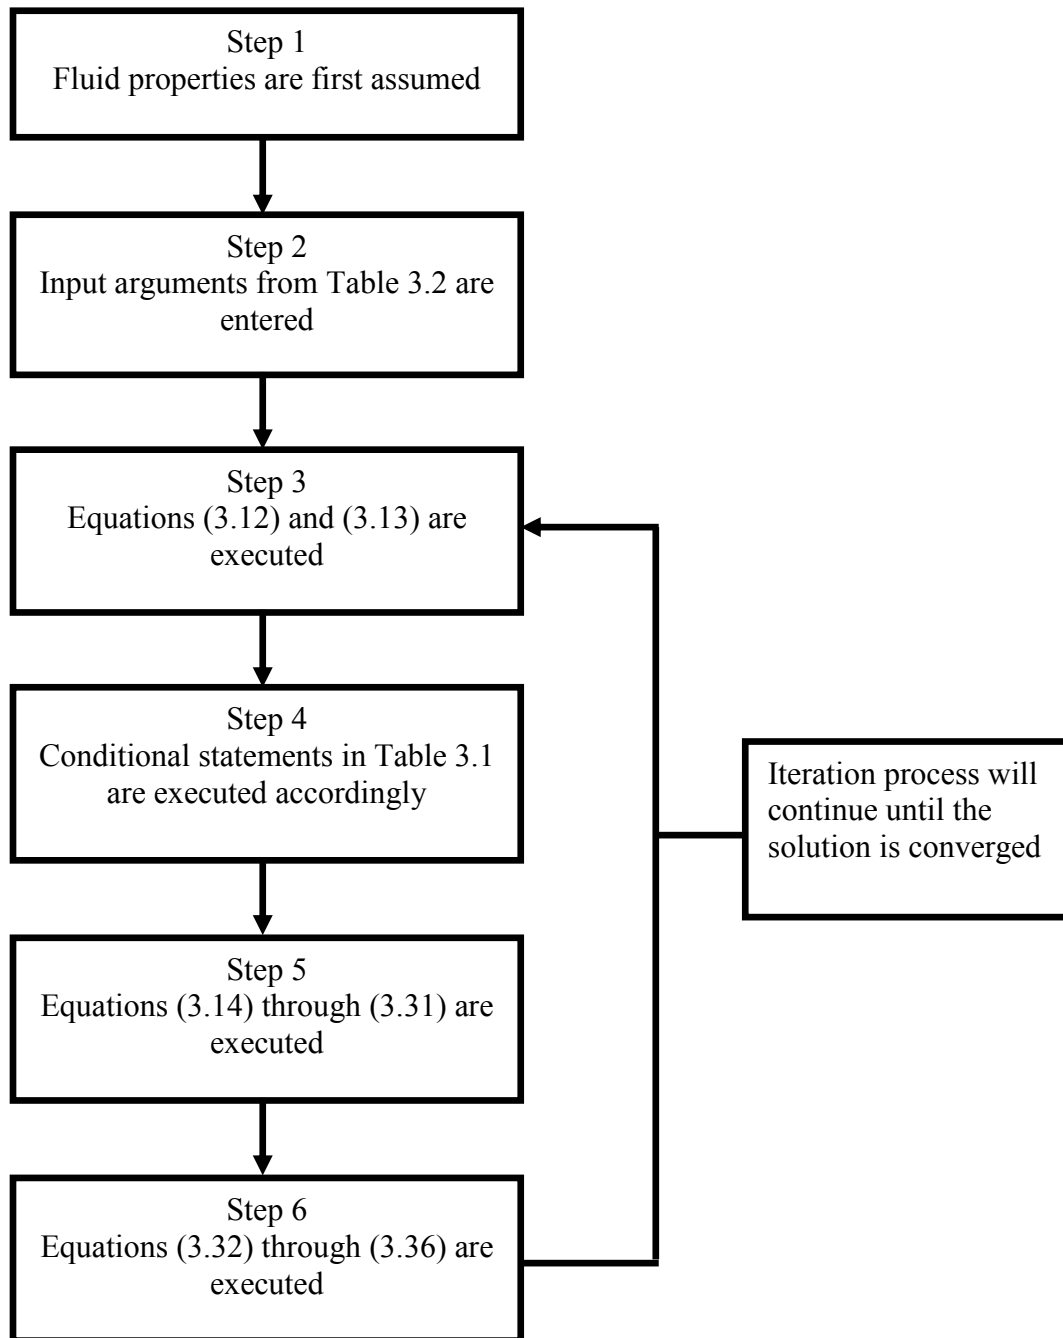 Step 1
Fluid properties are first assumed
Step 2
Input arguments from Table 3.2 are
entered
Step 3
Equations (3.12) and (3.13) are
executed
Step 4
Conditional statements in Table 3.1
are executed accordingly
Iteration process will
continue until the
solution is converged
Step 5
Equations (3.14) through (3.31) are
executed
Step 6
Equations (3.32) through (3.36) are
executed